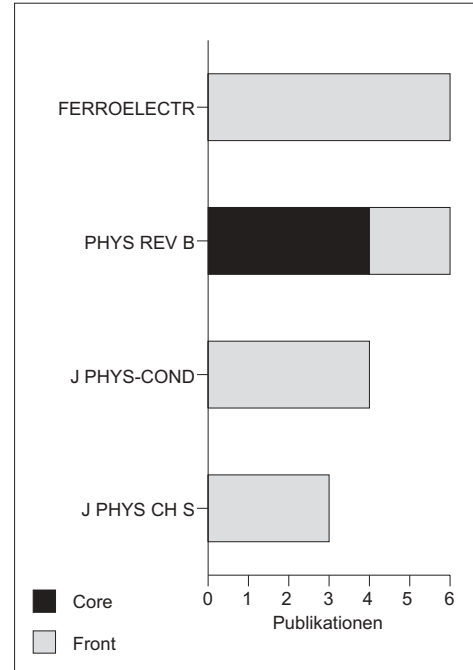 FERROELECTR
PHYS REV B
J PHYS-COND
J PHYS CH S
0 1 2 3 4 5 6
Publikationen
Core
Front